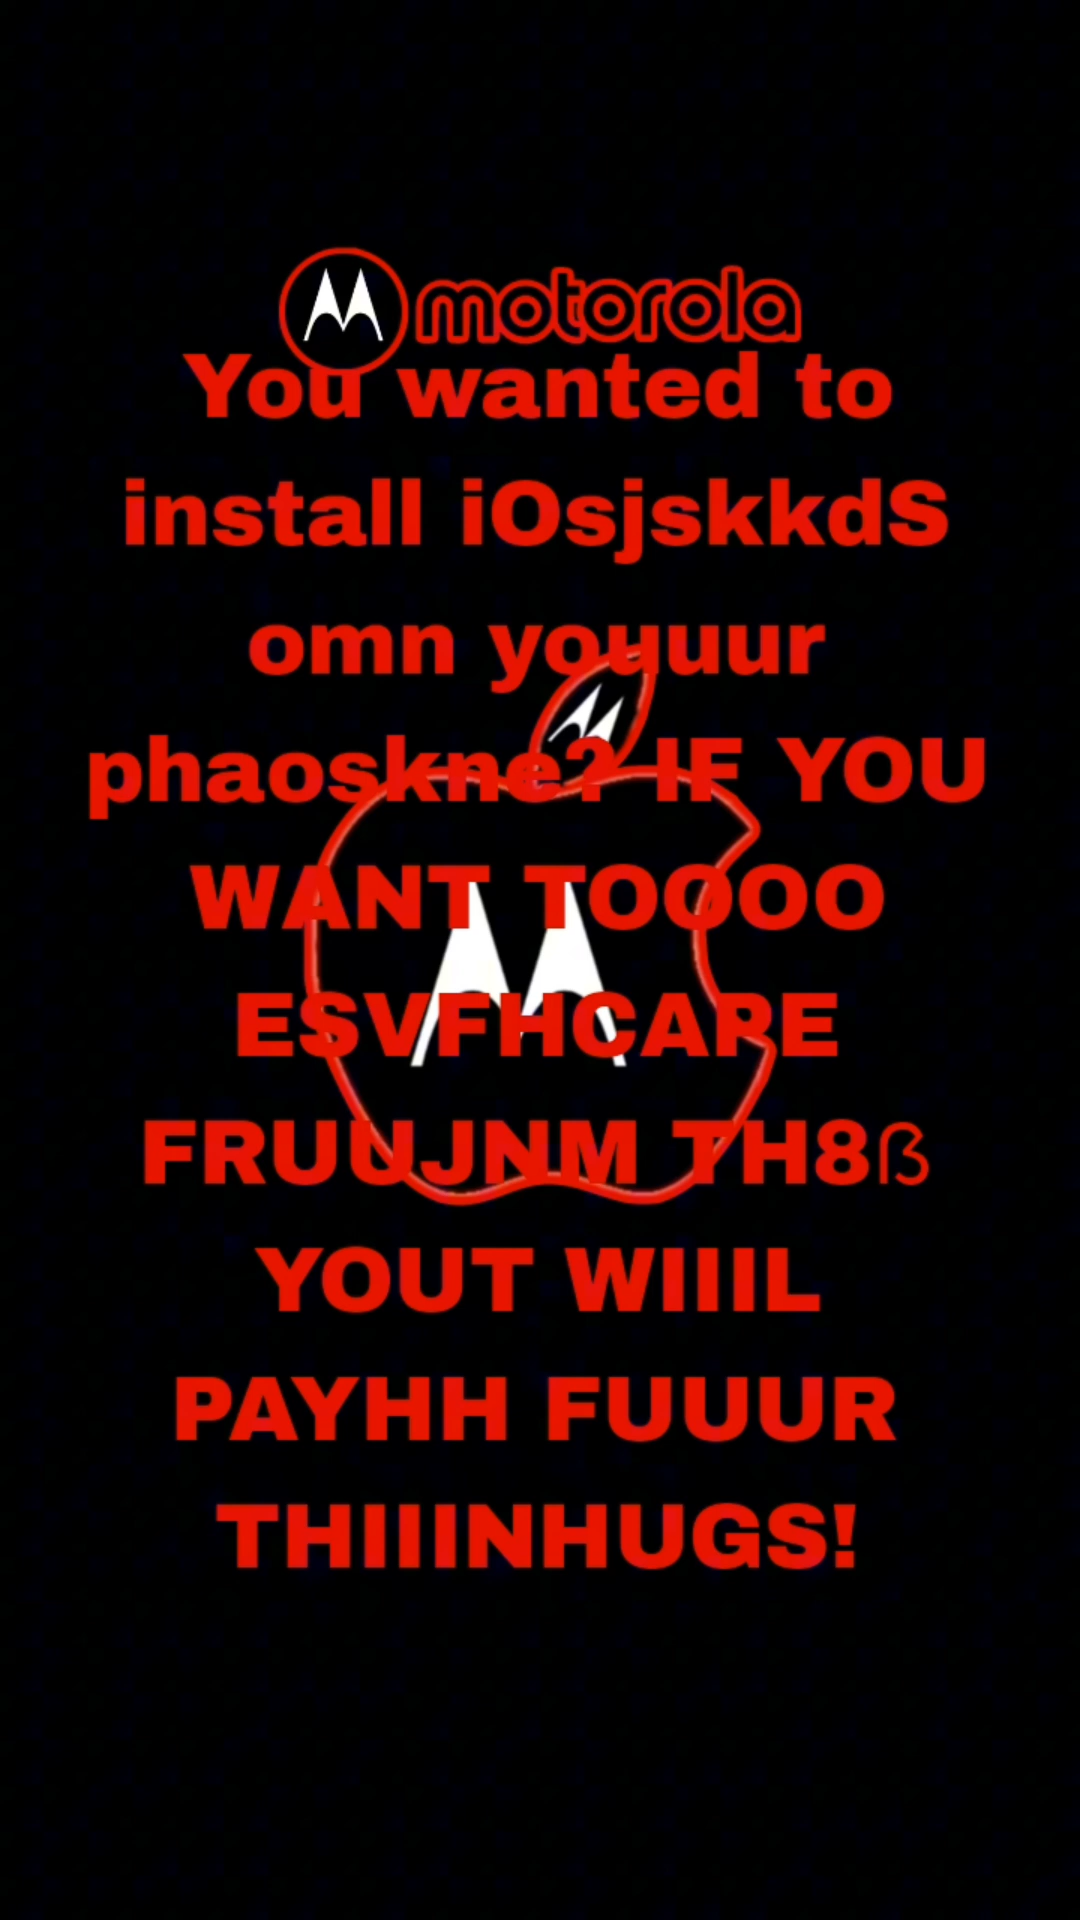 motorola
You wanted to
install iOsjskkdS
omn youuur
phaoskne? IF YOU
WANT TOOOO
ESVFHCARE
FRUUJNM TH8ß
YOUT WIIIL
PAYHH FUUUR
THIIINHUGS!